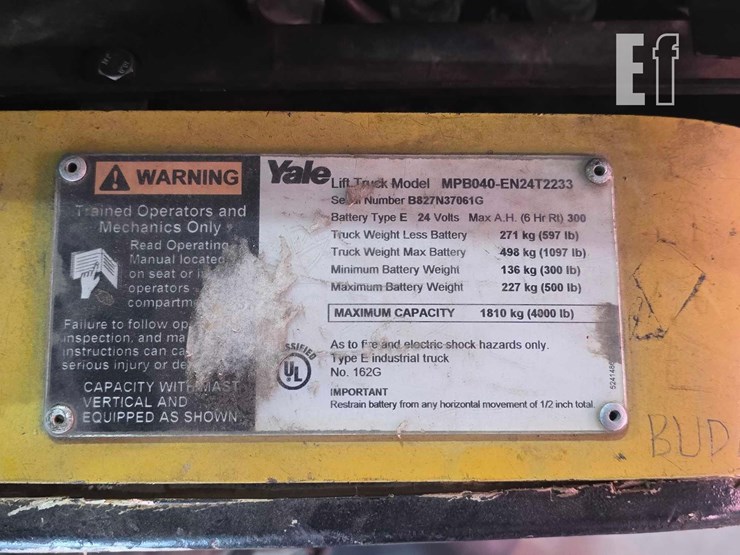 Ef
WARNING
Trained Operators and
Mechanics Only
Read Operating
Manual located
on seat or in
operators
compartm
Failure to follow op
inspection, and ma
instructions can ca
serious injury or de
CAPACITY WITH MAST
VERTICAL AND
EQUIPPED AS SHOWN.
Yale Lift Truck Model MPB040-EN24T2233
Serial Number B827N37061G
Battery Type E 24 Volts Max A.H. (6 Hr Rt) 300
Truck Weight Less Battery 271 kg (597 lb)
Truck Weight Max Battery 498 kg (1097 lb)
Minimum Battery Weight 136 kg (300 lb)
Maximum Battery Weight 227 kg (500 lb)
MAXIMUM CAPACITY 1810 kg (4000 lb)
As to fire and electric shock hazards only.
Type E industrial truck
No. 162G
SIFIED
UL
IMPORTANT
Restrain battery from any horizontal movement of 1/2 inch total.
BUD